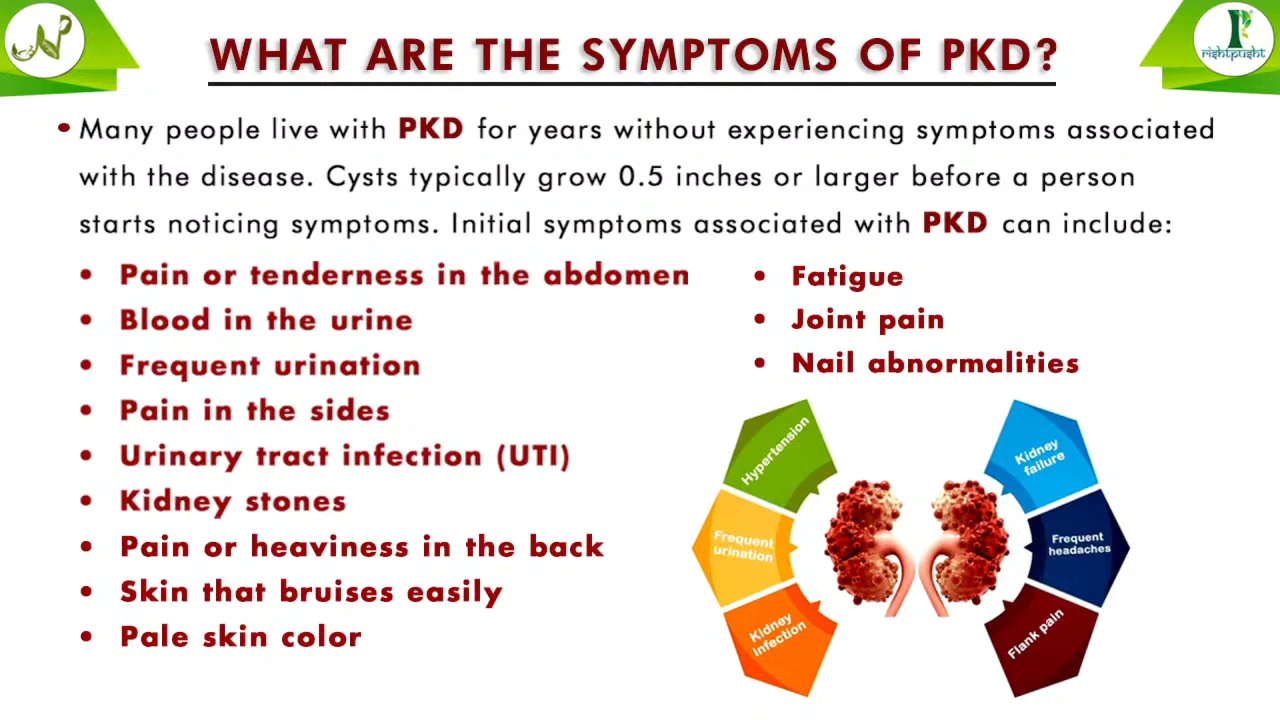 WHAT ARE THE SYMPTOMS OF PKD?
rishtpusht
• Many people live with PKD for years without experiencing symptoms associated
with the disease. Cysts typically grow 0.5 inches or larger before a person
starts noticing symptoms. Initial symptoms associated with PKD can include:
• Pain or tenderness in the abdomen
• Blood in the urine
• Frequent urination
• Pain in the sides
• Urinary tract infection (UTI)
• Kidney stones
• Pain or heaviness in the back
• Skin that bruises easily
• Pale skin color
• Fatigue
• Joint pain
• Nail abnormalities
Hypertension
Frequent
urination
Kidney
infection
Kidney
failure
Frequent
headaches
Flank pain